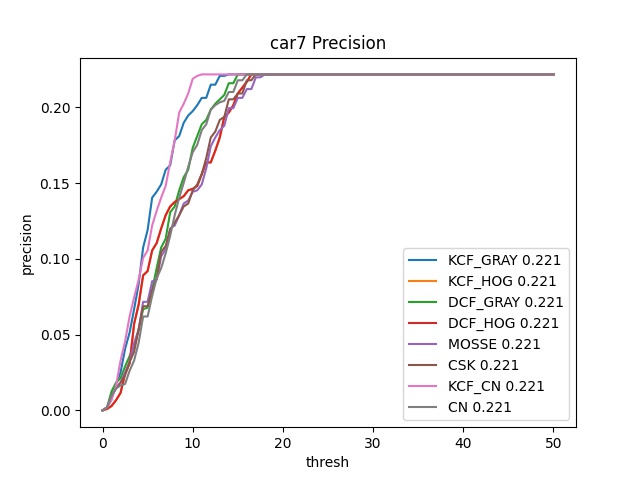 car7 Precision
precision
0.20
0.15
0.10
0.05
0.00
KCF_GRAY 0.221
KCF_HOG 0.221
DCF_GRAY 0.221
DCF_HOG 0.221
MOSSE 0.221
CSK 0.221
KCF_CN 0.221
CN 0.221
0 10 20 30 40 50
thresh